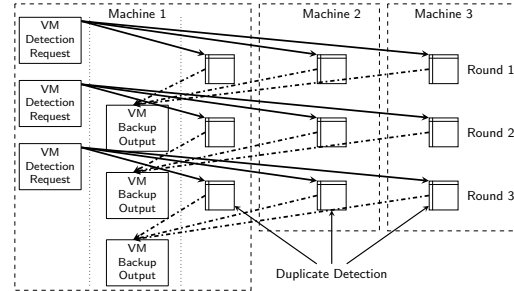 Machine 1
Machine 2
Machine 3
VM
Detection
Request
Round 1
VM
Detection
Request
VM
Backup
Output
Round 2
VM
Detection
Request
VM
Backup
Output
Round 3
VM
Backup
Output
Duplicate Detection